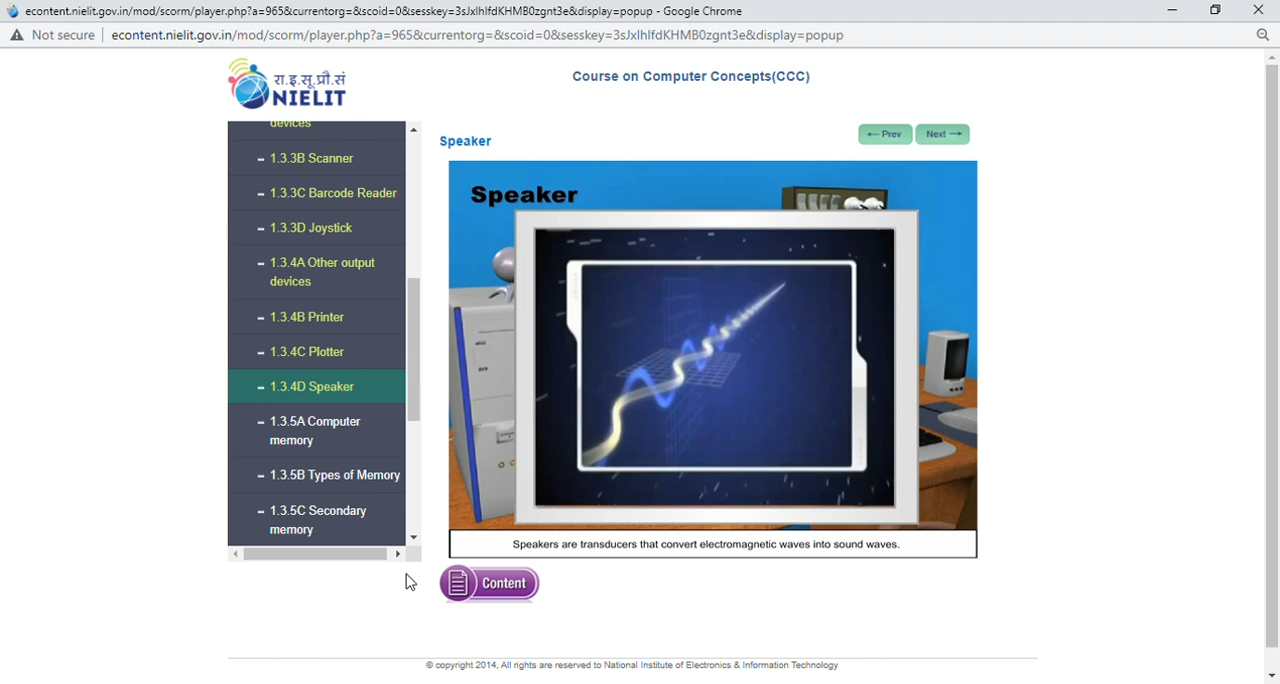 econtent.nielit.gov.in/mod/scorm/player.php?a=965&currentorg=&scoid=0&sesskey=3sJxlhIfdKHMB0zgnt3e&display=popup - Google Chrome
Not secure
econtent.nielit.gov.in/mod/scorm/player.php?a=965&currentorg=&scoid=0&sesskey=3sJxlhIfdKHMB0zgnt3e&display=popup
रा.इ.सू.प्रौ.सं
NIELIT
Course on Computer Concepts(CCC)
devices
1.3.3B Scanner
1.3.3C Barcode Reader
1.3.3D Joystick
1.3.4A Other output
devices
1.3.4B Printer
1.3.4C Plotter
1.3.4D Speaker
1.3.5A Computer
memory
1.3.5B Types of Memory
1.3.5C Secondary
memory
Speaker
← Prev
Next →
Speaker
Speakers are transducers that convert electromagnetic waves into sound waves.
Content
© copyright 2014, All rights are reserved to National Institute of Electronics & Information Technology